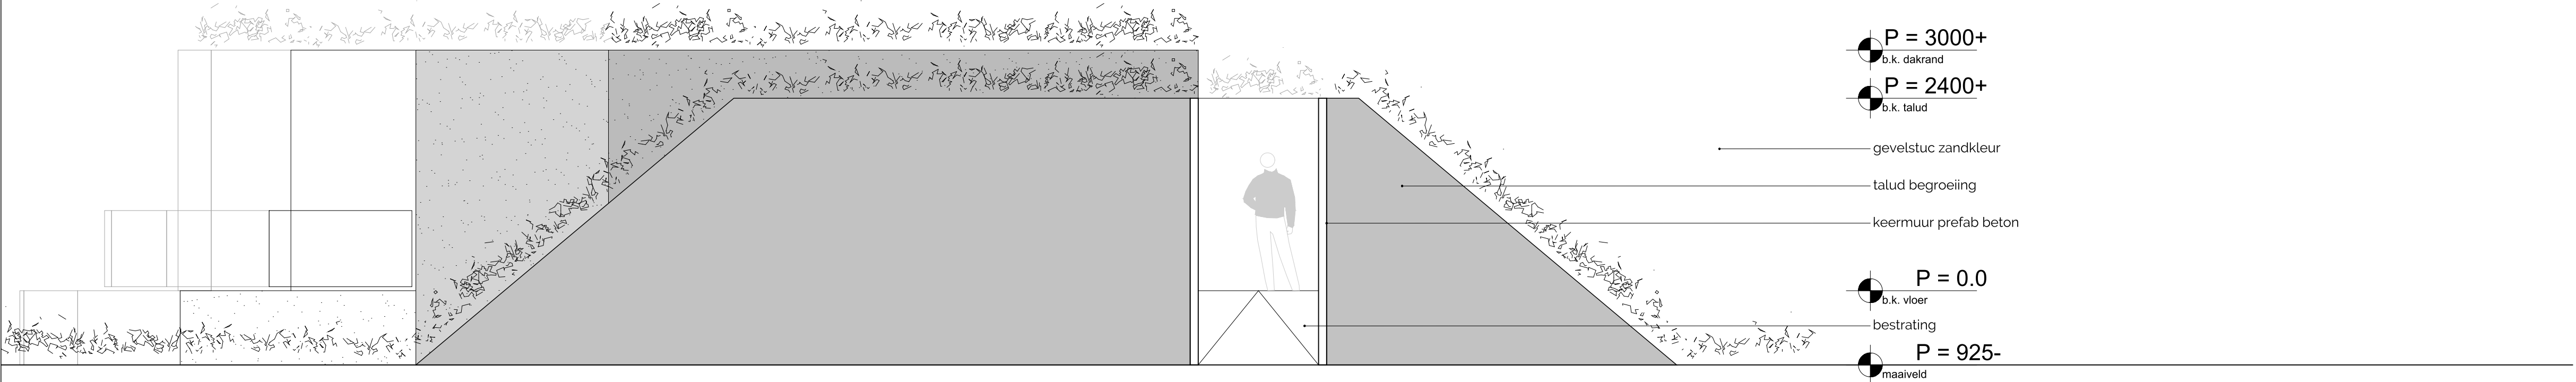 P = 3000+
b.k. dakrand
P = 2400+
b.k. talud
gevelstuc zandkleur
talud begroeiing
keermuur prefab beton
P = 0.0
b.k. vloer
bestrating
P = 925-
maaiveld